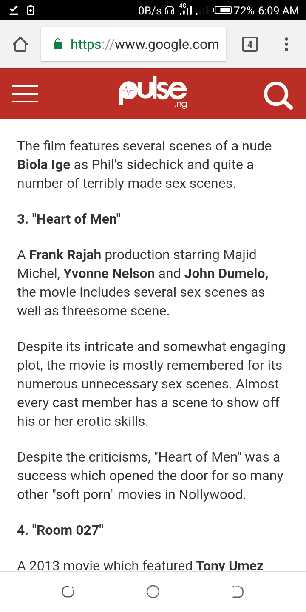 0B/s 4G 72% 6:09 AM
https://www.google.com 4
pulse
.ng
The film features several scenes of a nude
Biola Ige as Phil's sidechick and quite a
number of terribly made sex scenes.
3. "Heart of Men"
A Frank Rajah production starring Majid
Michel, Yvonne Nelson and John Dumelo,
the movie includes several sex scenes as
well as threesome scene.
Despite its intricate and somewhat engaging
plot, the movie is mostly remembered for its
numerous unnecessary sex scenes. Almost
every cast member has a scene to show off
his or her erotic skills.
Despite the criticisms, "Heart of Men" was a
success which opened the door for so many
other "soft porn' movies in Nollywood.
4. "Room 027"
A 2013 movie which featured Tony Umez